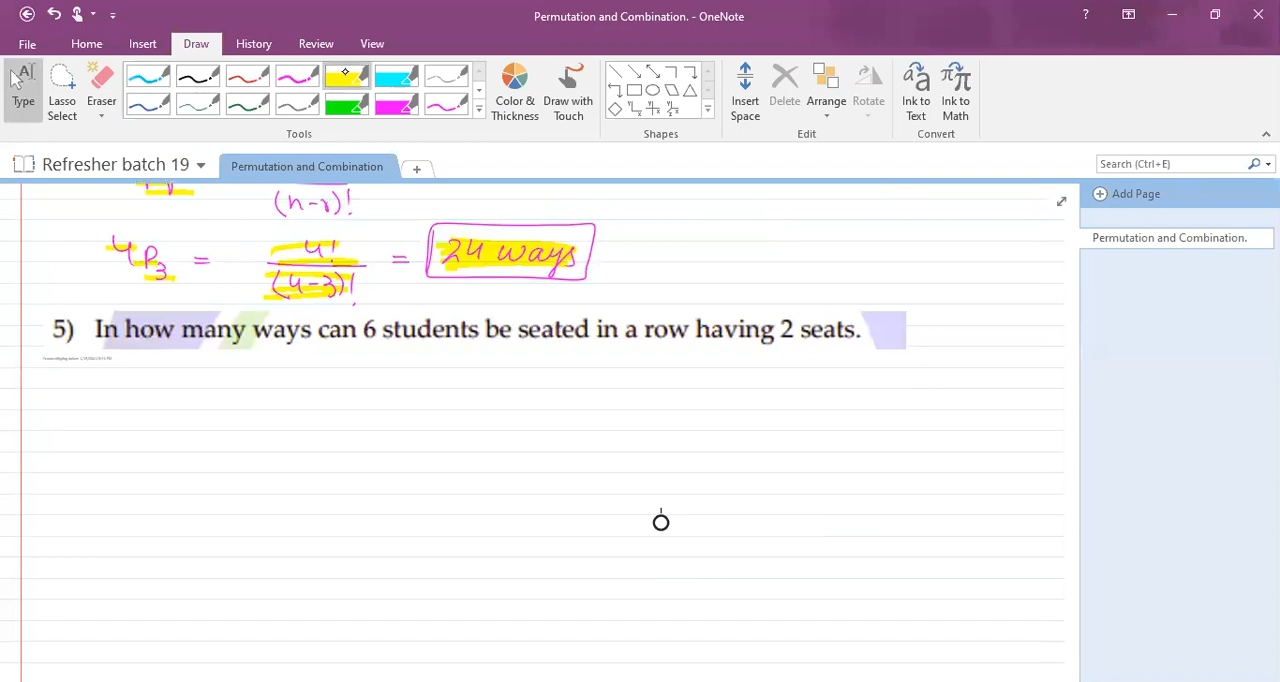 Permutation and Combination. - OneNote
File Home Insert Draw History Review View
Type Lasso Select Eraser Color & Thickness Draw with Touch Insert Space Delete Arrange Rotate Ink to Text Ink to Math
Tools Shapes Edit Convert
Refresher batch 19 Permutation and Combination Search (Ctrl+E)
Add Page
Permutation and Combination.
(n-r)!
4P3 = 4!/(4-3)! = 24 ways
5) In how many ways can 6 students be seated in a row having 2 seats.